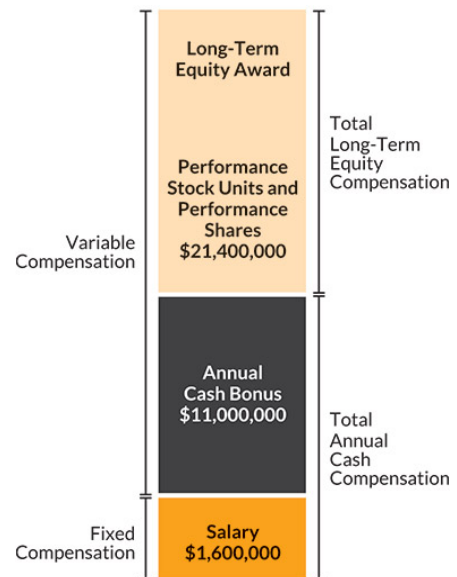 Long-Term
Equity Award
Total
Long-Term
Equity
Compensation
Performance
Stock Units and
Performance
Shares
$21,400,000
Variable
Compensation
Annual
Cash Bonus
$11,000,000
Total
Annual
Cash
Compensation
Fixed
Compensation
Salary
$1,600,000